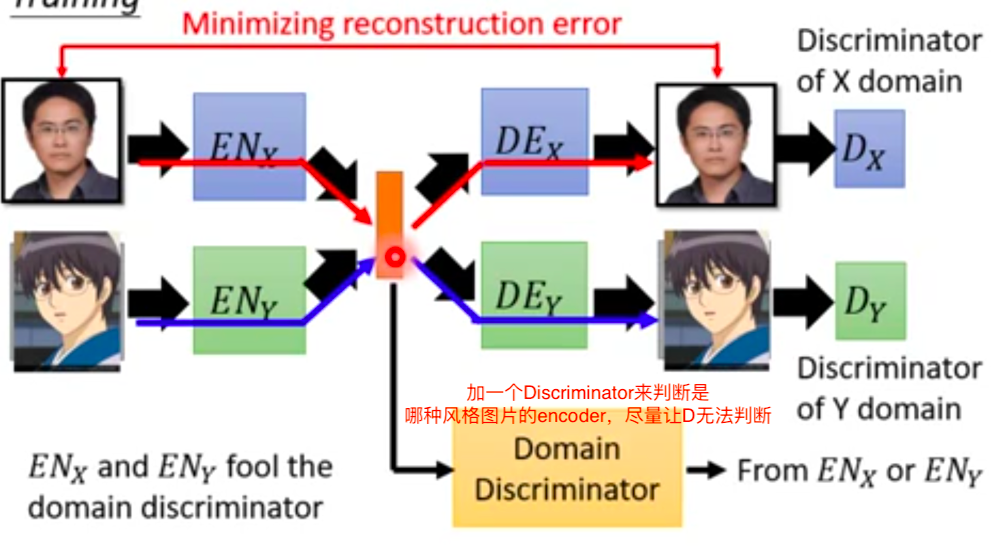 Training
Minimizing reconstruction error
Discriminator
of X domain
EN_X
DE_X
D_X
EN_Y
DE_Y
D_Y
Discriminator
of Y domain
加一个Discriminator来判断是
哪种风格图片的encoder，尽量让D无法判断
Domain
Discriminator
From EN_X or EN_Y
EN_X and EN_Y fool the
domain discriminator